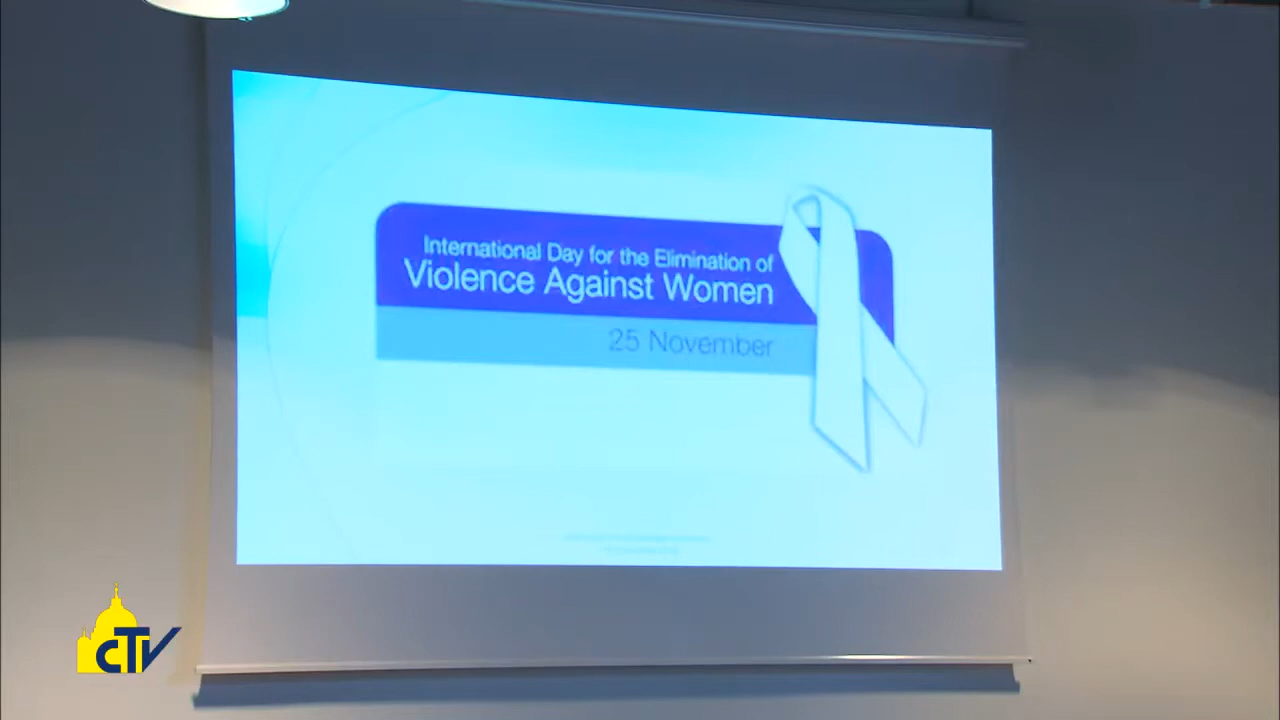 International Day for the Elimination of
Violence Against Women
25 November
CTV